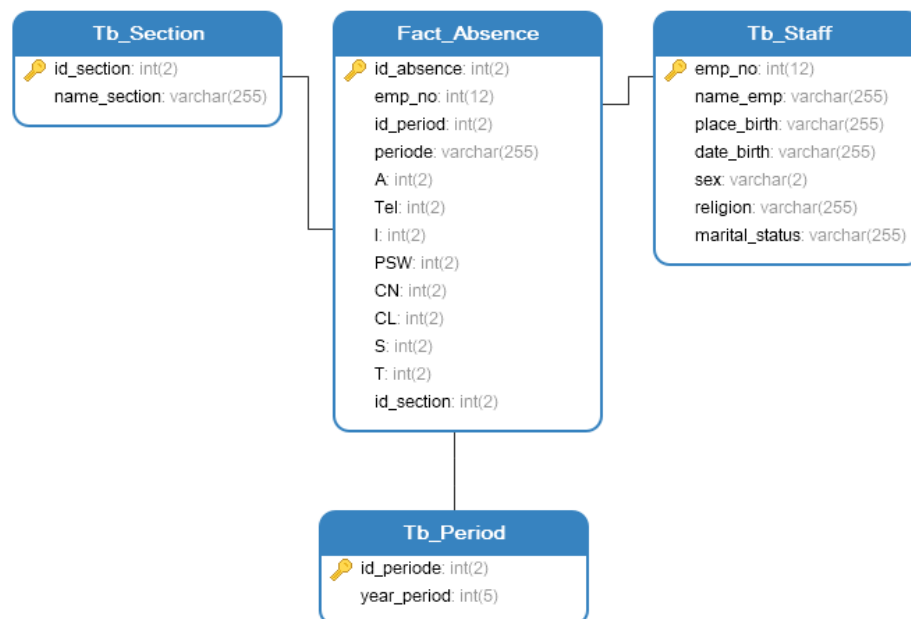 Tb_Section
id_section: int(2)
name_section: varchar(255)
Fact_Absence
id_absence: int(2)
emp_no: int(12)
id_period: int(2)
periode: varchar(255)
A: int(2)
Tel: int(2)
I: int(2)
PSW: int(2)
CN: int(2)
CL: int(2)
S: int(2)
T: int(2)
id_section: int(2)
Tb_Staff
emp_no: int(12)
name_emp: varchar(255)
place_birth: varchar(255)
date_birth: varchar(255)
sex: varchar(2)
religion: varchar(255)
marital_status: varchar(255)
Tb_Period
id_periode: int(2)
year_period: int(5)